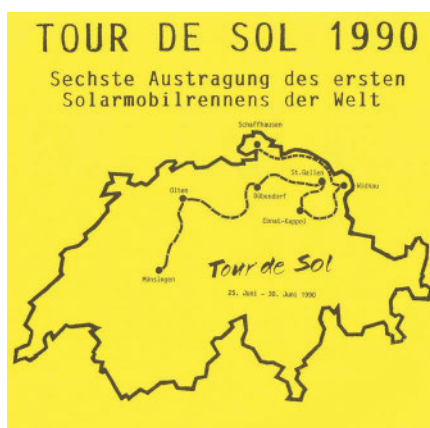 TOUR DE SOL 1990
Sechste Austragung des ersten
Solarmobilrennens der Welt
Schaffhausen
St.Gallen
Widnau
Olten
Dübendorf
Ebnat-Kappel
Münsingen
Tour de Sol
25. Juni - 30. Juni 1990